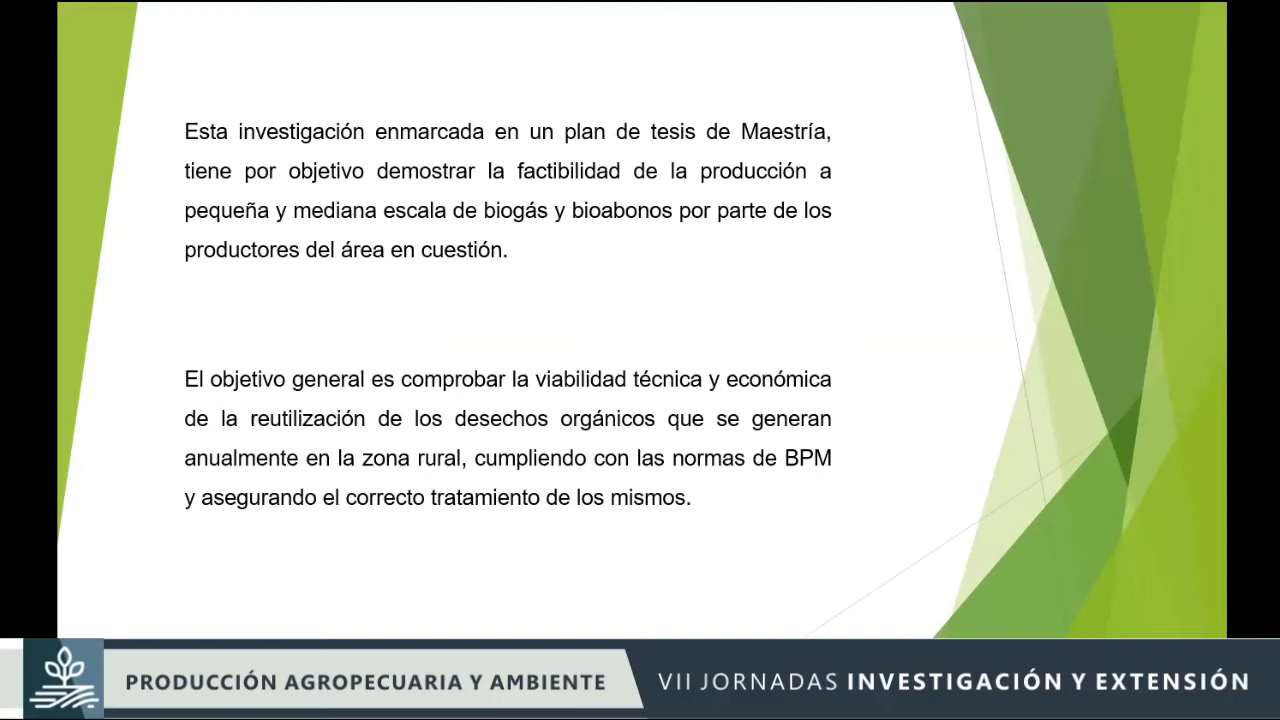 Esta investigación enmarcada en un plan de tesis de Maestría,
tiene por objetivo demostrar la factibilidad de la producción a
pequeña y mediana escala de biogás y bioabonos por parte de los
productores del área en cuestión.
El objetivo general es comprobar la viabilidad técnica y económica
de la reutilización de los desechos orgánicos que se generan
anualmente en la zona rural, cumpliendo con las normas de BPM
y asegurando el correcto tratamiento de los mismos.
PRODUCCIÓN AGROPECUARIA Y AMBIENTE
VII JORNADAS INVESTIGACIÓN Y EXTENSIÓN